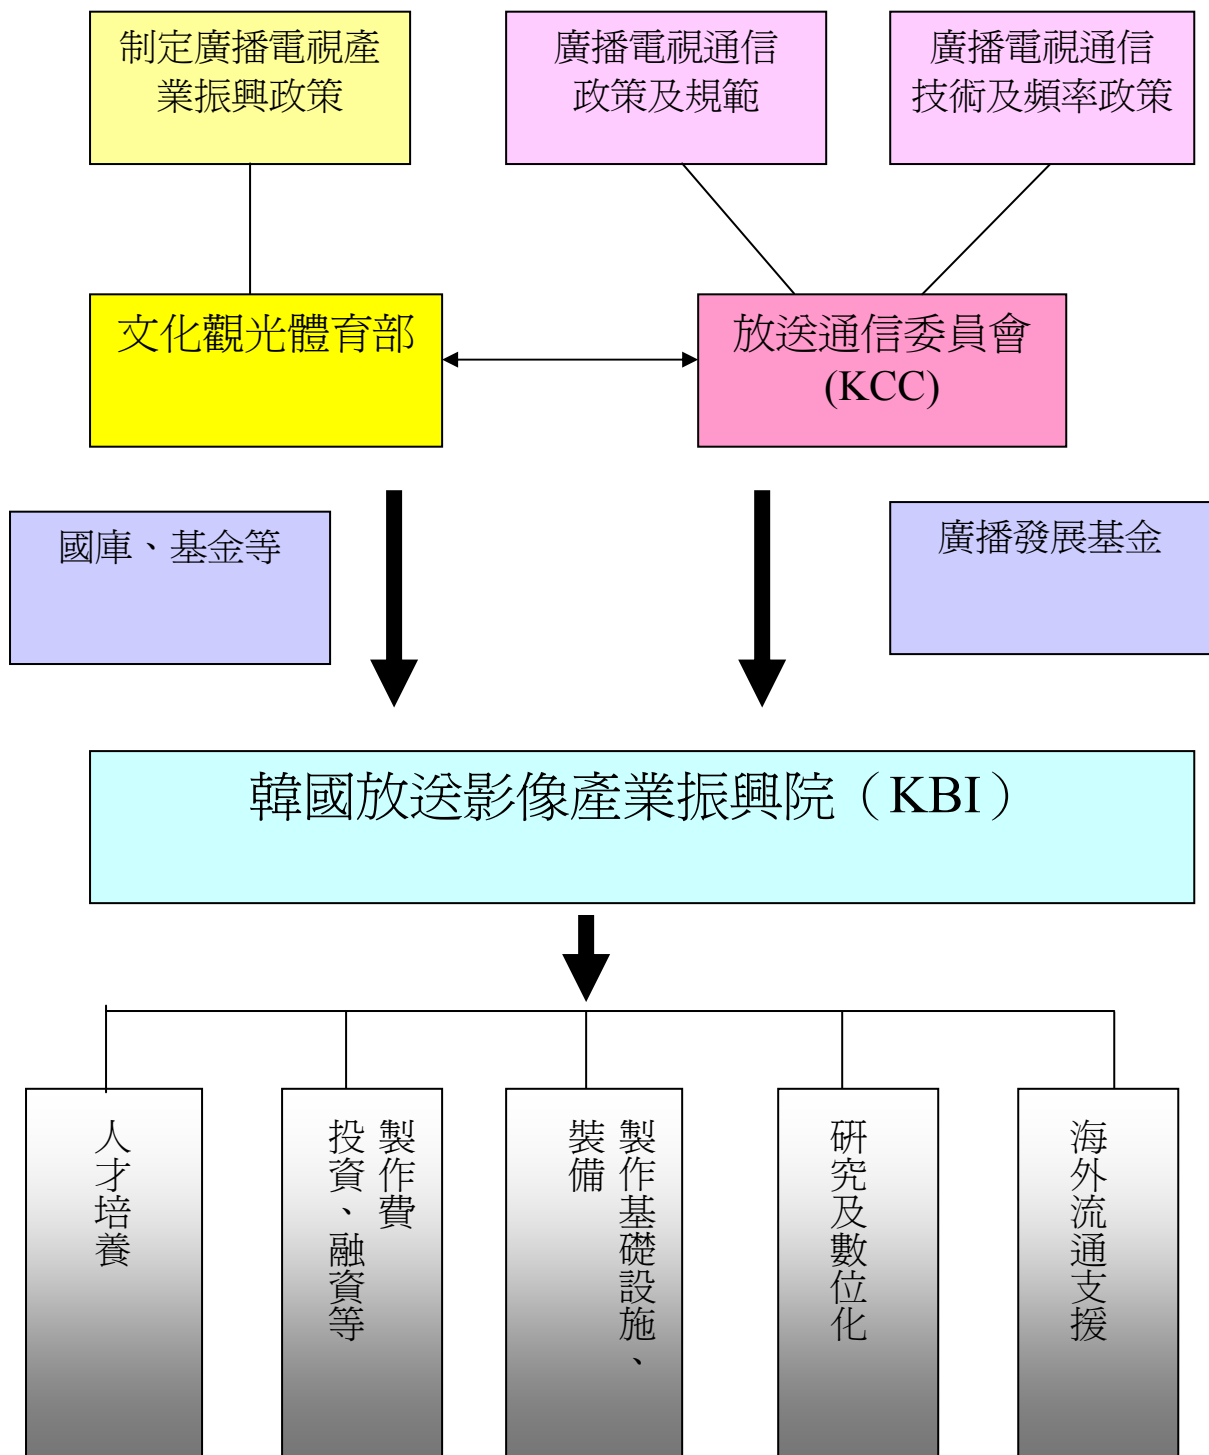 制定廣播電視產
業振興政策
廣播電視通信
政策及規範
廣播電視通信
技術及頻率政策
文化觀光體育部
放送通信委員會
(KCC)
國庫、基金等
廣播發展基金
韓國放送影像產業振興院（KBI）
人才培養
製作費
投資、融資等
製作基礎設施、
裝備
研究及數位化
海外流通支援